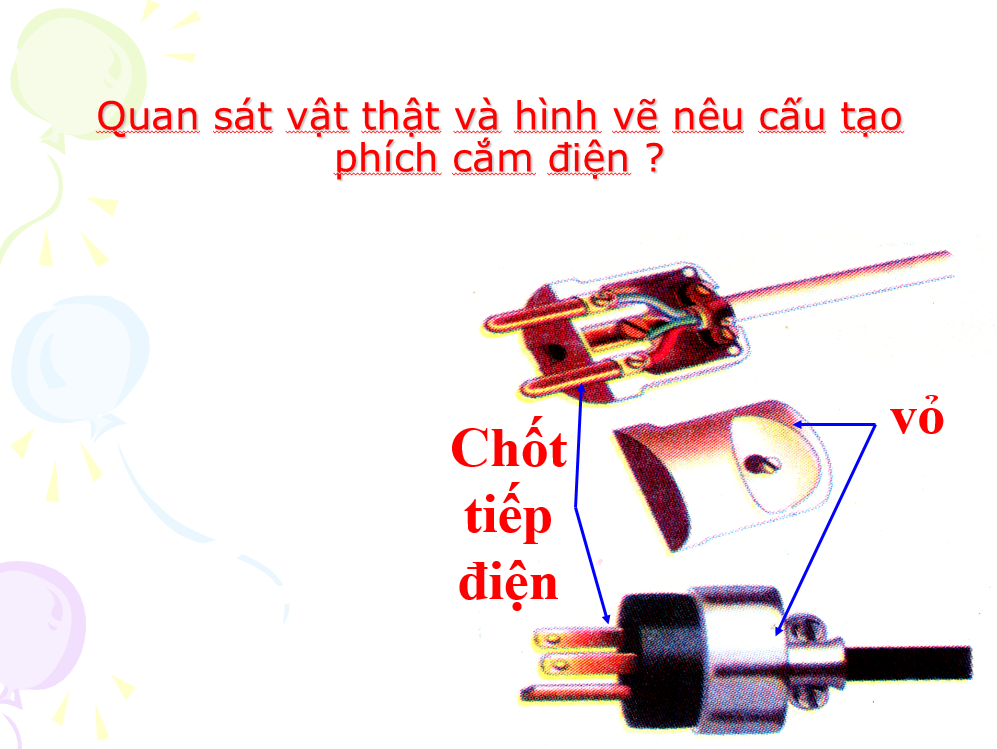 Quan sát vật thật và hình vẽ nêu cấu tạo
phích cắm điện ?
vỏ
Chốt
tiếp
điện